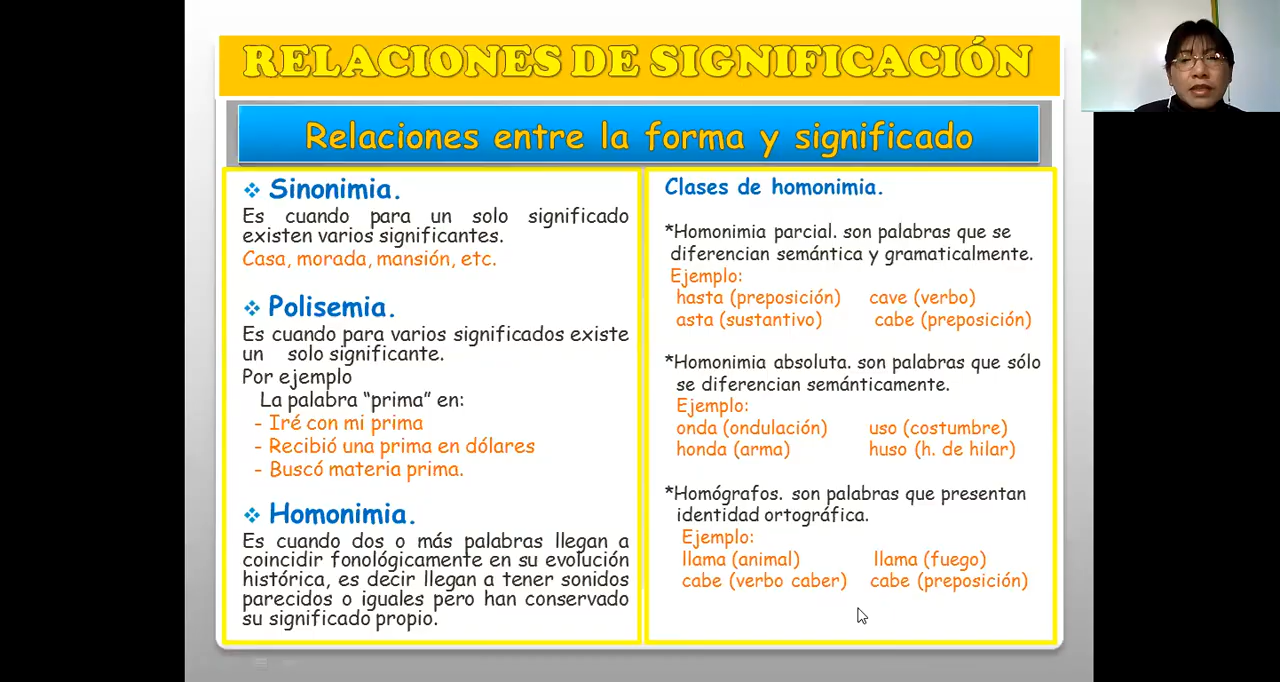 RELACIONES DE SIGNIFICACIÓN
Relaciones entre la forma y significado
Sinonimia.
Es cuando para un solo significado
existen varios significantes.
Casa, morada, mansión, etc.
Polisemia.
Es cuando para varios significados existe
un solo significante.
Por ejemplo
La palabra “prima” en:
- Iré con mi prima
- Recibió una prima en dólares
- Buscó materia prima.
Homonimia.
Es cuando dos o más palabras llegan a
coincidir fonológicamente en su evolución
histórica, es decir llegan a tener sonidos
parecidos o iguales pero han conservado
su significado propio.
Clases de homonimia.
*Homonimia parcial. son palabras que se
diferencian semántica y gramaticalmente.
Ejemplo:
hasta (preposición) cave (verbo)
asta (sustantivo) cabe (preposición)
*Homonimia absoluta. son palabras que sólo
se diferencian semánticamente.
Ejemplo:
onda (ondulación) uso (costumbre)
honda (arma) huso (h. de hilar)
*Homógrafos. son palabras que presentan
identidad ortográfica.
Ejemplo:
llama (animal) llama (fuego)
cabe (verbo caber) cabe (preposición)